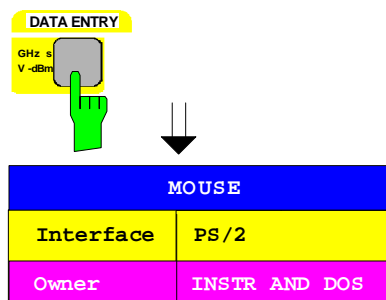 DATA ENTRY
GHz s
V -dBm
MOUSE
Interface PS/2
Owner INSTR AND DOS